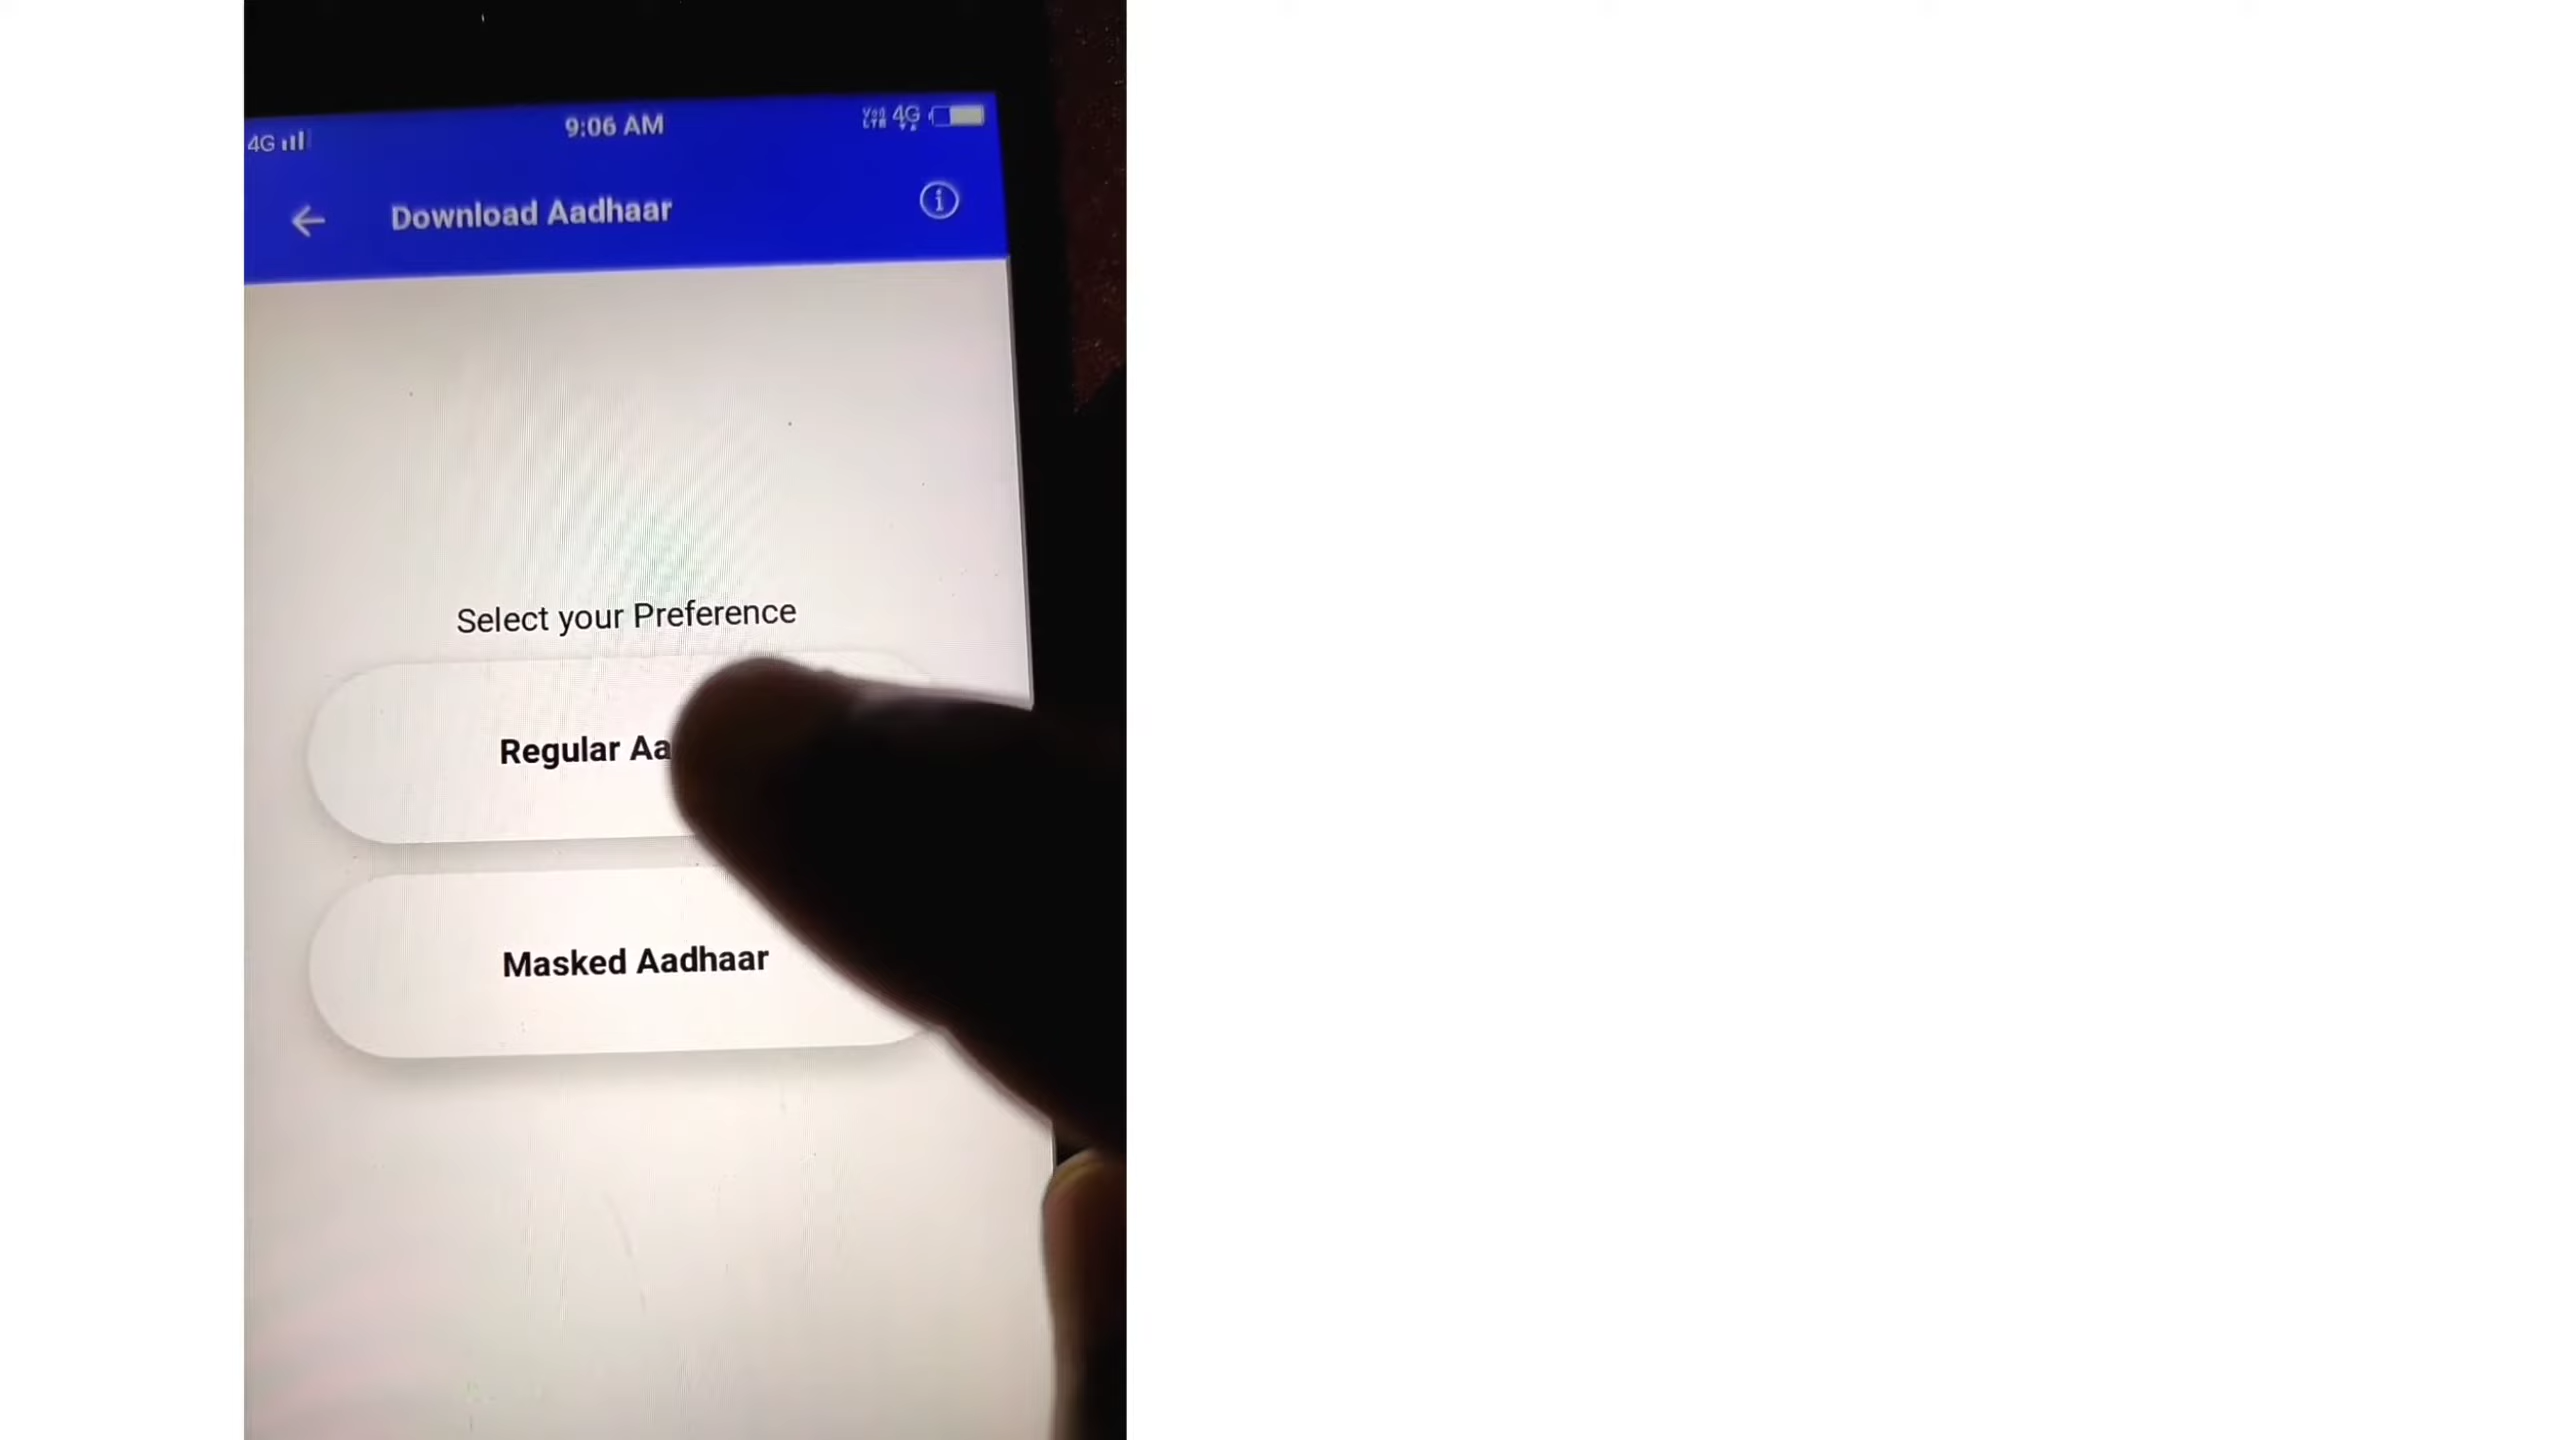 4G 9:06 AM 4G
Download Aadhaar
Select your Preference
Regular Aa
Masked Aadhaar